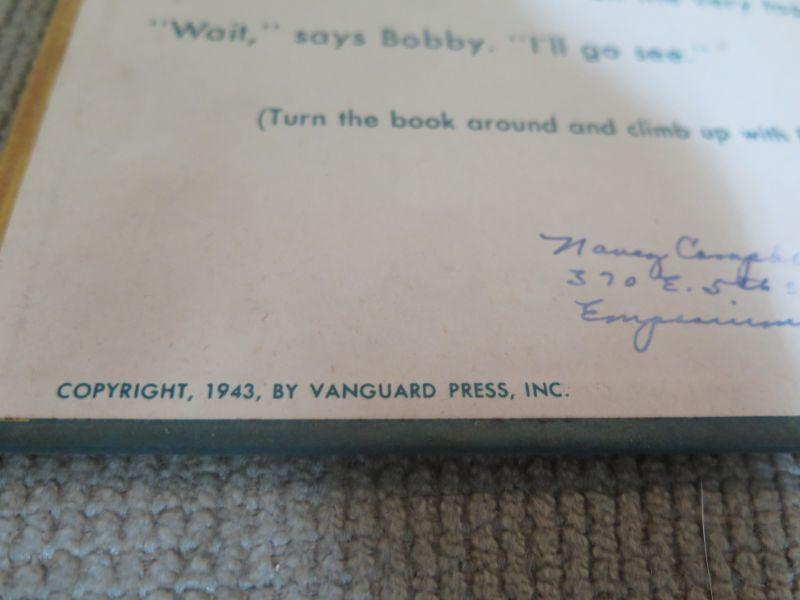 "Wait," says Bobby. "I'll go see."
(Turn the book around and climb up with
Nancy
370 E. 5th
COPYRIGHT, 1943, BY VANGUARD PRESS, INC.